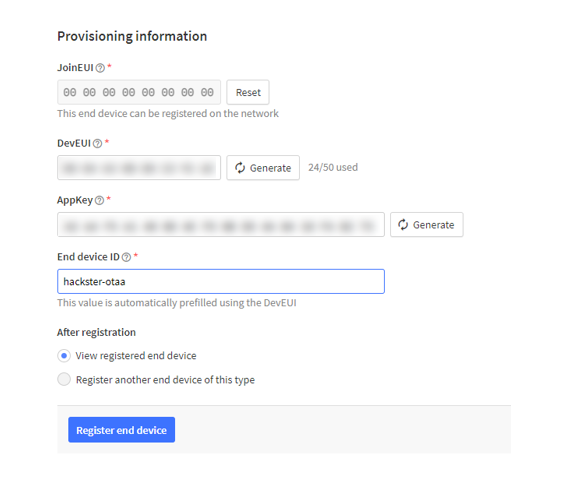 Provisioning information
JoinEUI *
00 00 00 00 00 00 00 00 Reset
This end device can be registered on the network
DevEUI *
Generate 24/50 used
AppKey *
Generate
End device ID *
hackster-otaa
This value is automatically prefilled using the DevEUI
After registration
View registered end device
Register another end device of this type
Register end device